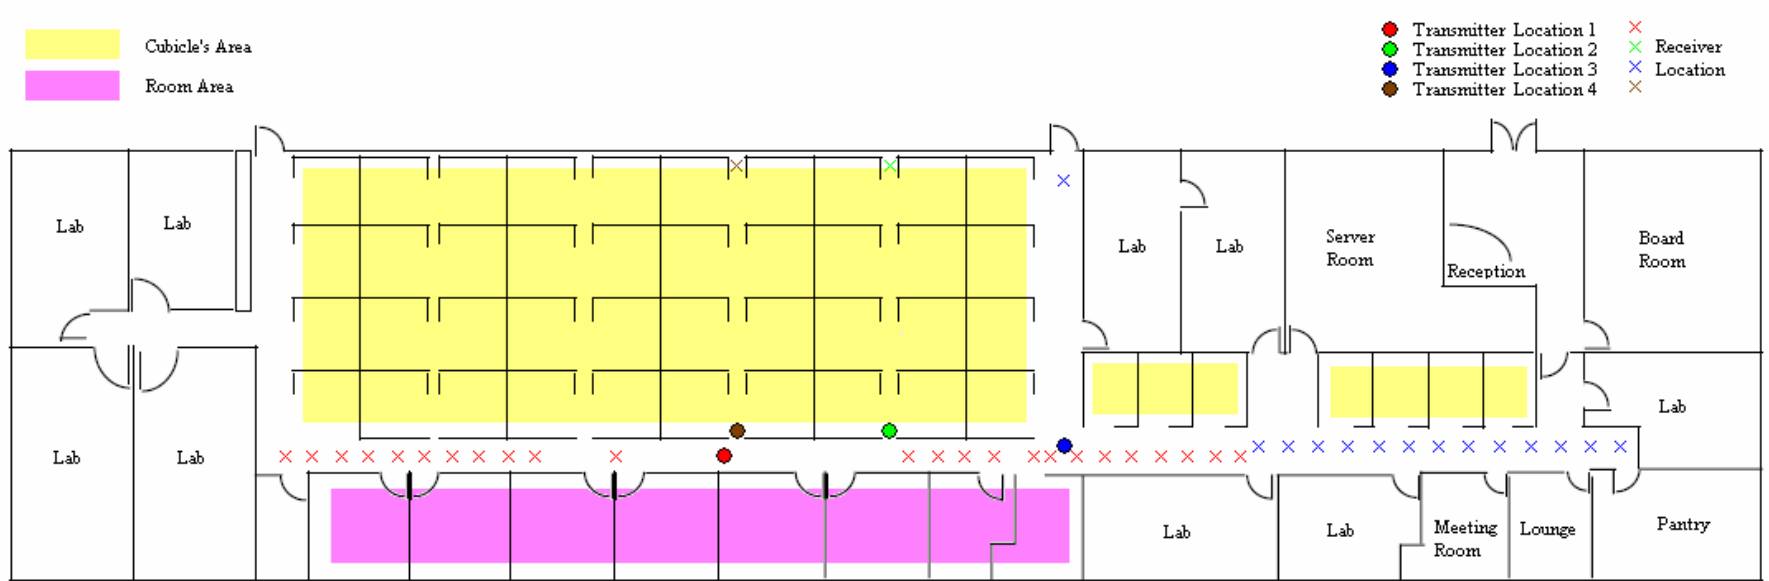 Cubicle's Area
Room Area
Transmitter Location 1
Transmitter Location 2
Transmitter Location 3
Transmitter Location 4
Receiver
Location
Lab
Lab
Lab
Lab
Server
Room
Reception
Board
Room
Lab
Lab
Lab
Lab
Lab
Meeting
Room
Lounge
Pantry